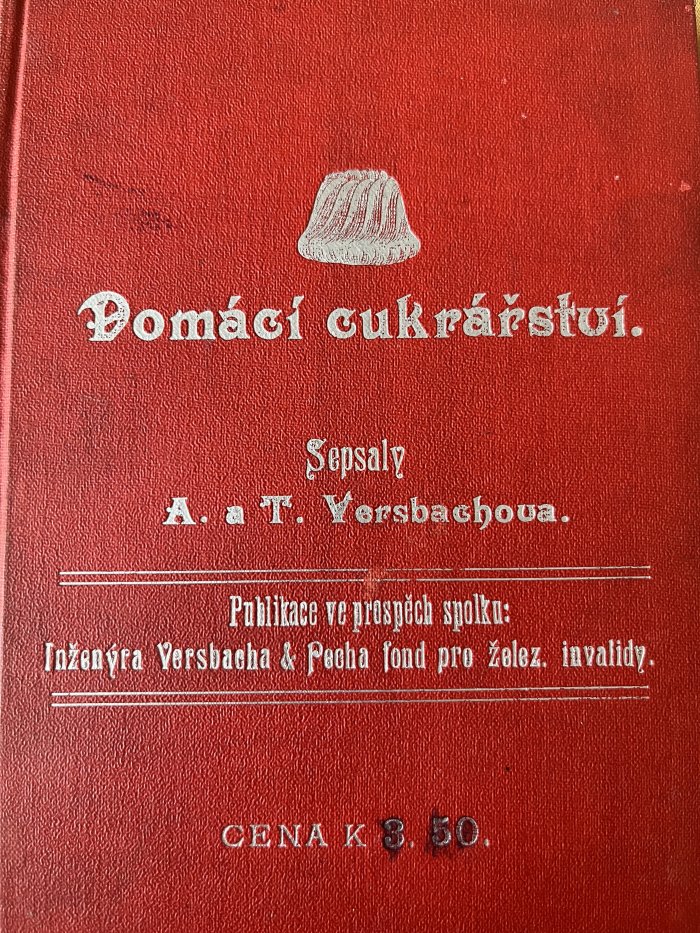 Domácí cukrářství.
Sepsaly
A. a T. Versbachova.
Publikace ve prospěch spolku:
Inženýra Versbacha & Pecha fond pro želez. invalidy.
CENA K 3. 50.